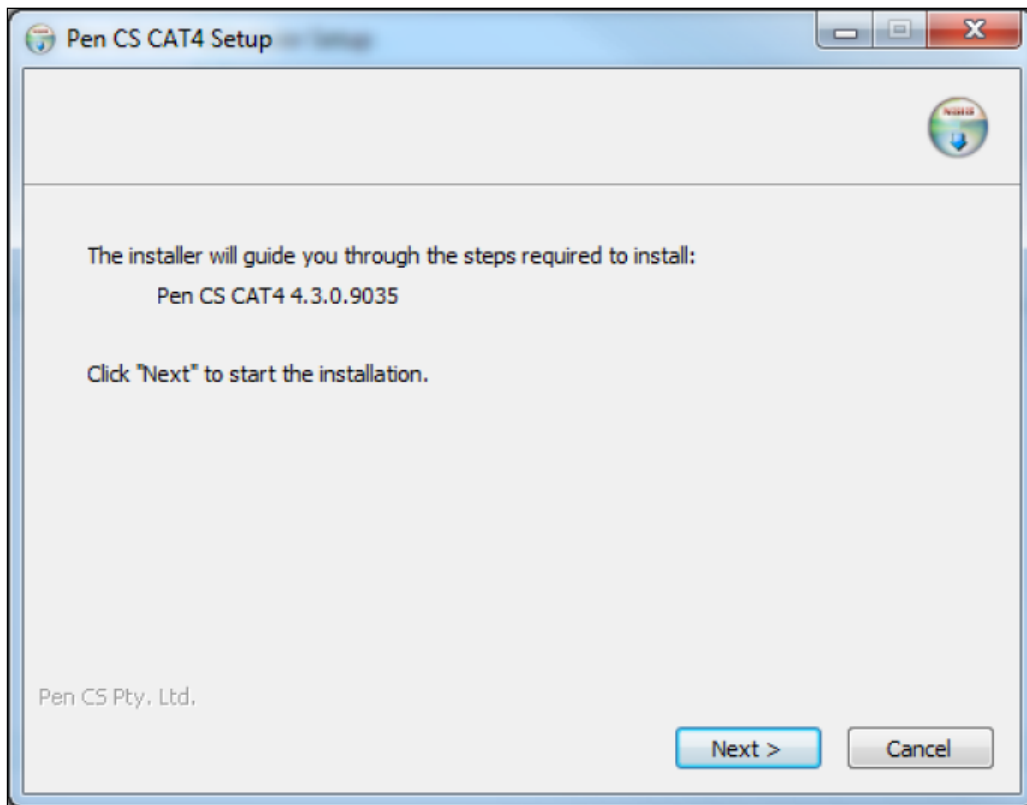 Pen CS CAT4 Setup
The installer will guide you through the steps required to install:
Pen CS CAT4 4.3.0.9035
Click "Next" to start the installation.
Pen CS Pty. Ltd.
Next >
Cancel